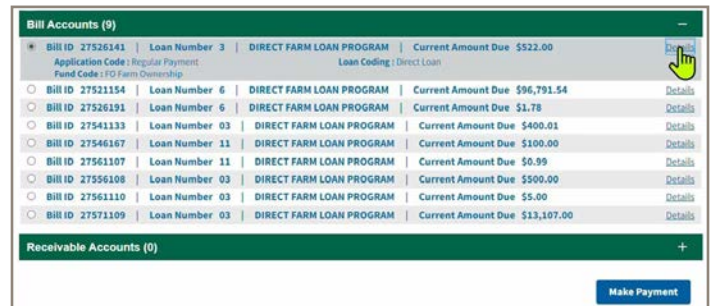 Bill Accounts (9) −
Bill ID 27526141 | Loan Number 3 | DIRECT FARM LOAN PROGRAM | Current Amount Due $522.00 Details
Application Code : Regular Payment Loan Coding : Direct Loan
Fund Code : FO Farm Ownership
Bill ID 27521154 | Loan Number 6 | DIRECT FARM LOAN PROGRAM | Current Amount Due $96,791.54 Details
Bill ID 27526191 | Loan Number 6 | DIRECT FARM LOAN PROGRAM | Current Amount Due $1.78 Details
Bill ID 27541133 | Loan Number 03 | DIRECT FARM LOAN PROGRAM | Current Amount Due $400.01 Details
Bill ID 27546167 | Loan Number 11 | DIRECT FARM LOAN PROGRAM | Current Amount Due $100.00 Details
Bill ID 27561107 | Loan Number 11 | DIRECT FARM LOAN PROGRAM | Current Amount Due $0.99 Details
Bill ID 27556108 | Loan Number 03 | DIRECT FARM LOAN PROGRAM | Current Amount Due $500.00 Details
Bill ID 27561110 | Loan Number 03 | DIRECT FARM LOAN PROGRAM | Current Amount Due $5.00 Details
Bill ID 27571109 | Loan Number 03 | DIRECT FARM LOAN PROGRAM | Current Amount Due $13,107.00 Details
Receivable Accounts (0) +
Make Payment